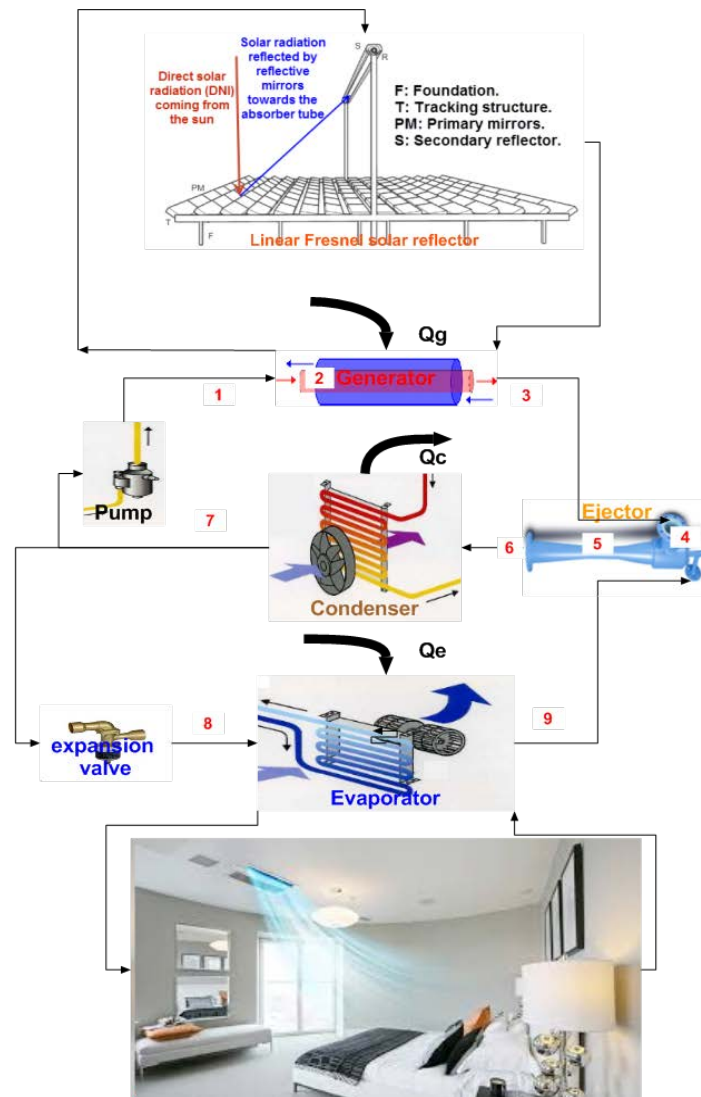 S
R
Solar radiation
reflected by
reflective
mirrors
towards the
absorber tube
Direct solar
radiation (DNI)
coming from
the sun
F: Foundation.
T: Tracking structure.
PM: Primary mirrors.
S: Secondary reflector.
PM
T
F
Linear Fresnel solar reflector
Qg
1
2
Generator
3
Pump
7
Qc
Condenser
6
Ejector
5
4
Qe
expansion
valve
8
Evaporator
9